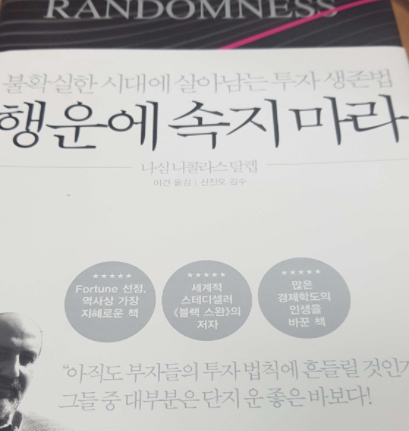 RANDOMNESS
불확실한 시대에 살아남는 투자 생존법
행운에 속지 마라
나심 니콜라스 탈렙
이건 옮김 | 신진오 감수
★★★★★
Fortune 선정,
역사상 가장
지혜로운 책
★★★★★
세계적
스테디셀러
《블랙 스완》의
저자
★★★★★
많은
경제학도의
인생을
바꾼 책
“아직도 부자들의 투자 법칙에 흔들릴 것인가
그들 중 대부분은 단지 운 좋은 바보다!